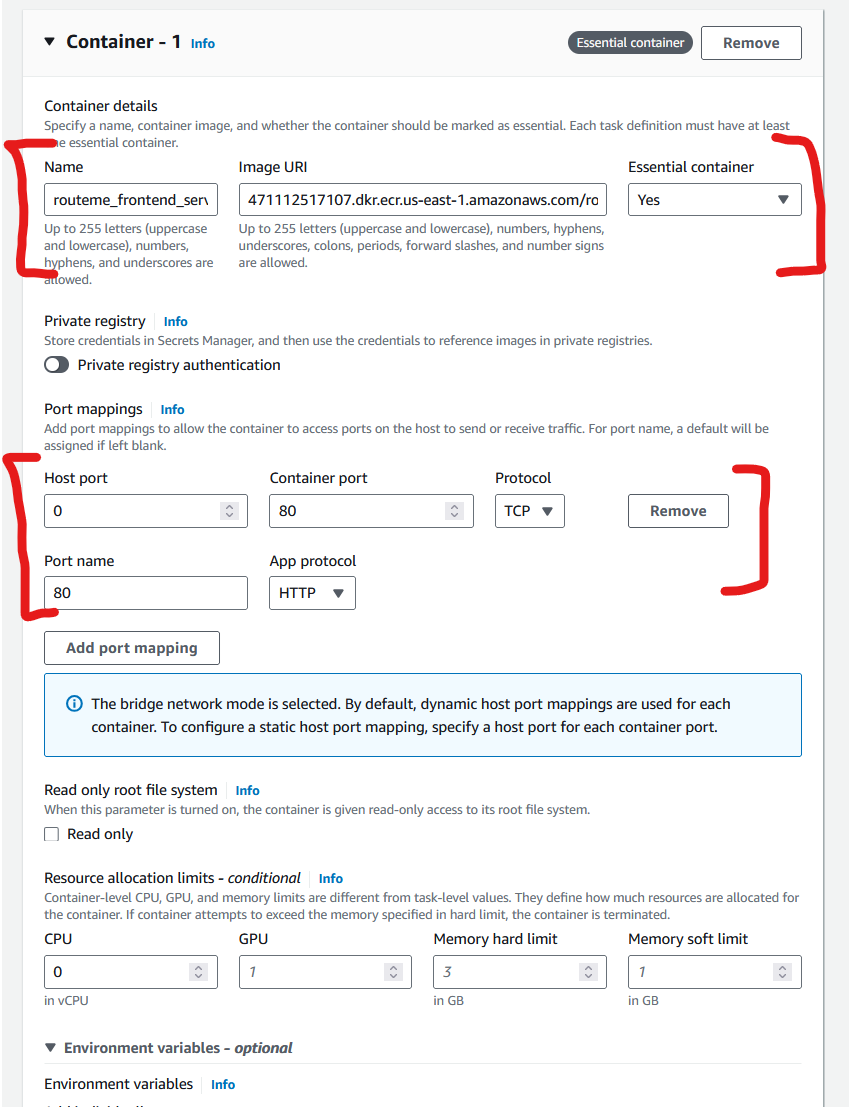 Container - 1 Info Essential container Remove
Container details
Specify a name, container image, and whether the container should be marked as essential. Each task definition must have at least
essential container.
Name Image URI Essential container
routeme_frontend_serv 471112517107.dkr.ecr.us-east-1.amazonaws.com/ro Yes
Up to 255 letters (uppercase Up to 255 letters (uppercase and lowercase), numbers, hyphens,
and lowercase), numbers, underscores, colons, periods, forward slashes, and number signs
hyphens, and underscores are are allowed.
allowed.
Private registry Info
Store credentials in Secrets Manager, and then use the credentials to reference images in private registries.
Private registry authentication
Port mappings Info
Add port mappings to allow the container to access ports on the host to send or receive traffic. For port name, a default will be
assigned if left blank.
Host port Container port Protocol
0 80 TCP Remove
Port name App protocol
80 HTTP
Add port mapping
The bridge network mode is selected. By default, dynamic host port mappings are used for each
container. To configure a static host port mapping, specify a host port for each container port.
Read only root file system Info
When this parameter is turned on, the container is given read-only access to its root file system.
Read only
Resource allocation limits - conditional Info
Container-level CPU, GPU, and memory limits are different from task-level values. They define how much resources are allocated for
the container. If container attempts to exceed the memory specified in hard limit, the container is terminated.
CPU GPU Memory hard limit Memory soft limit
0 1 3 1
in vCPU in GB in GB
Environment variables - optional
Environment variables Info